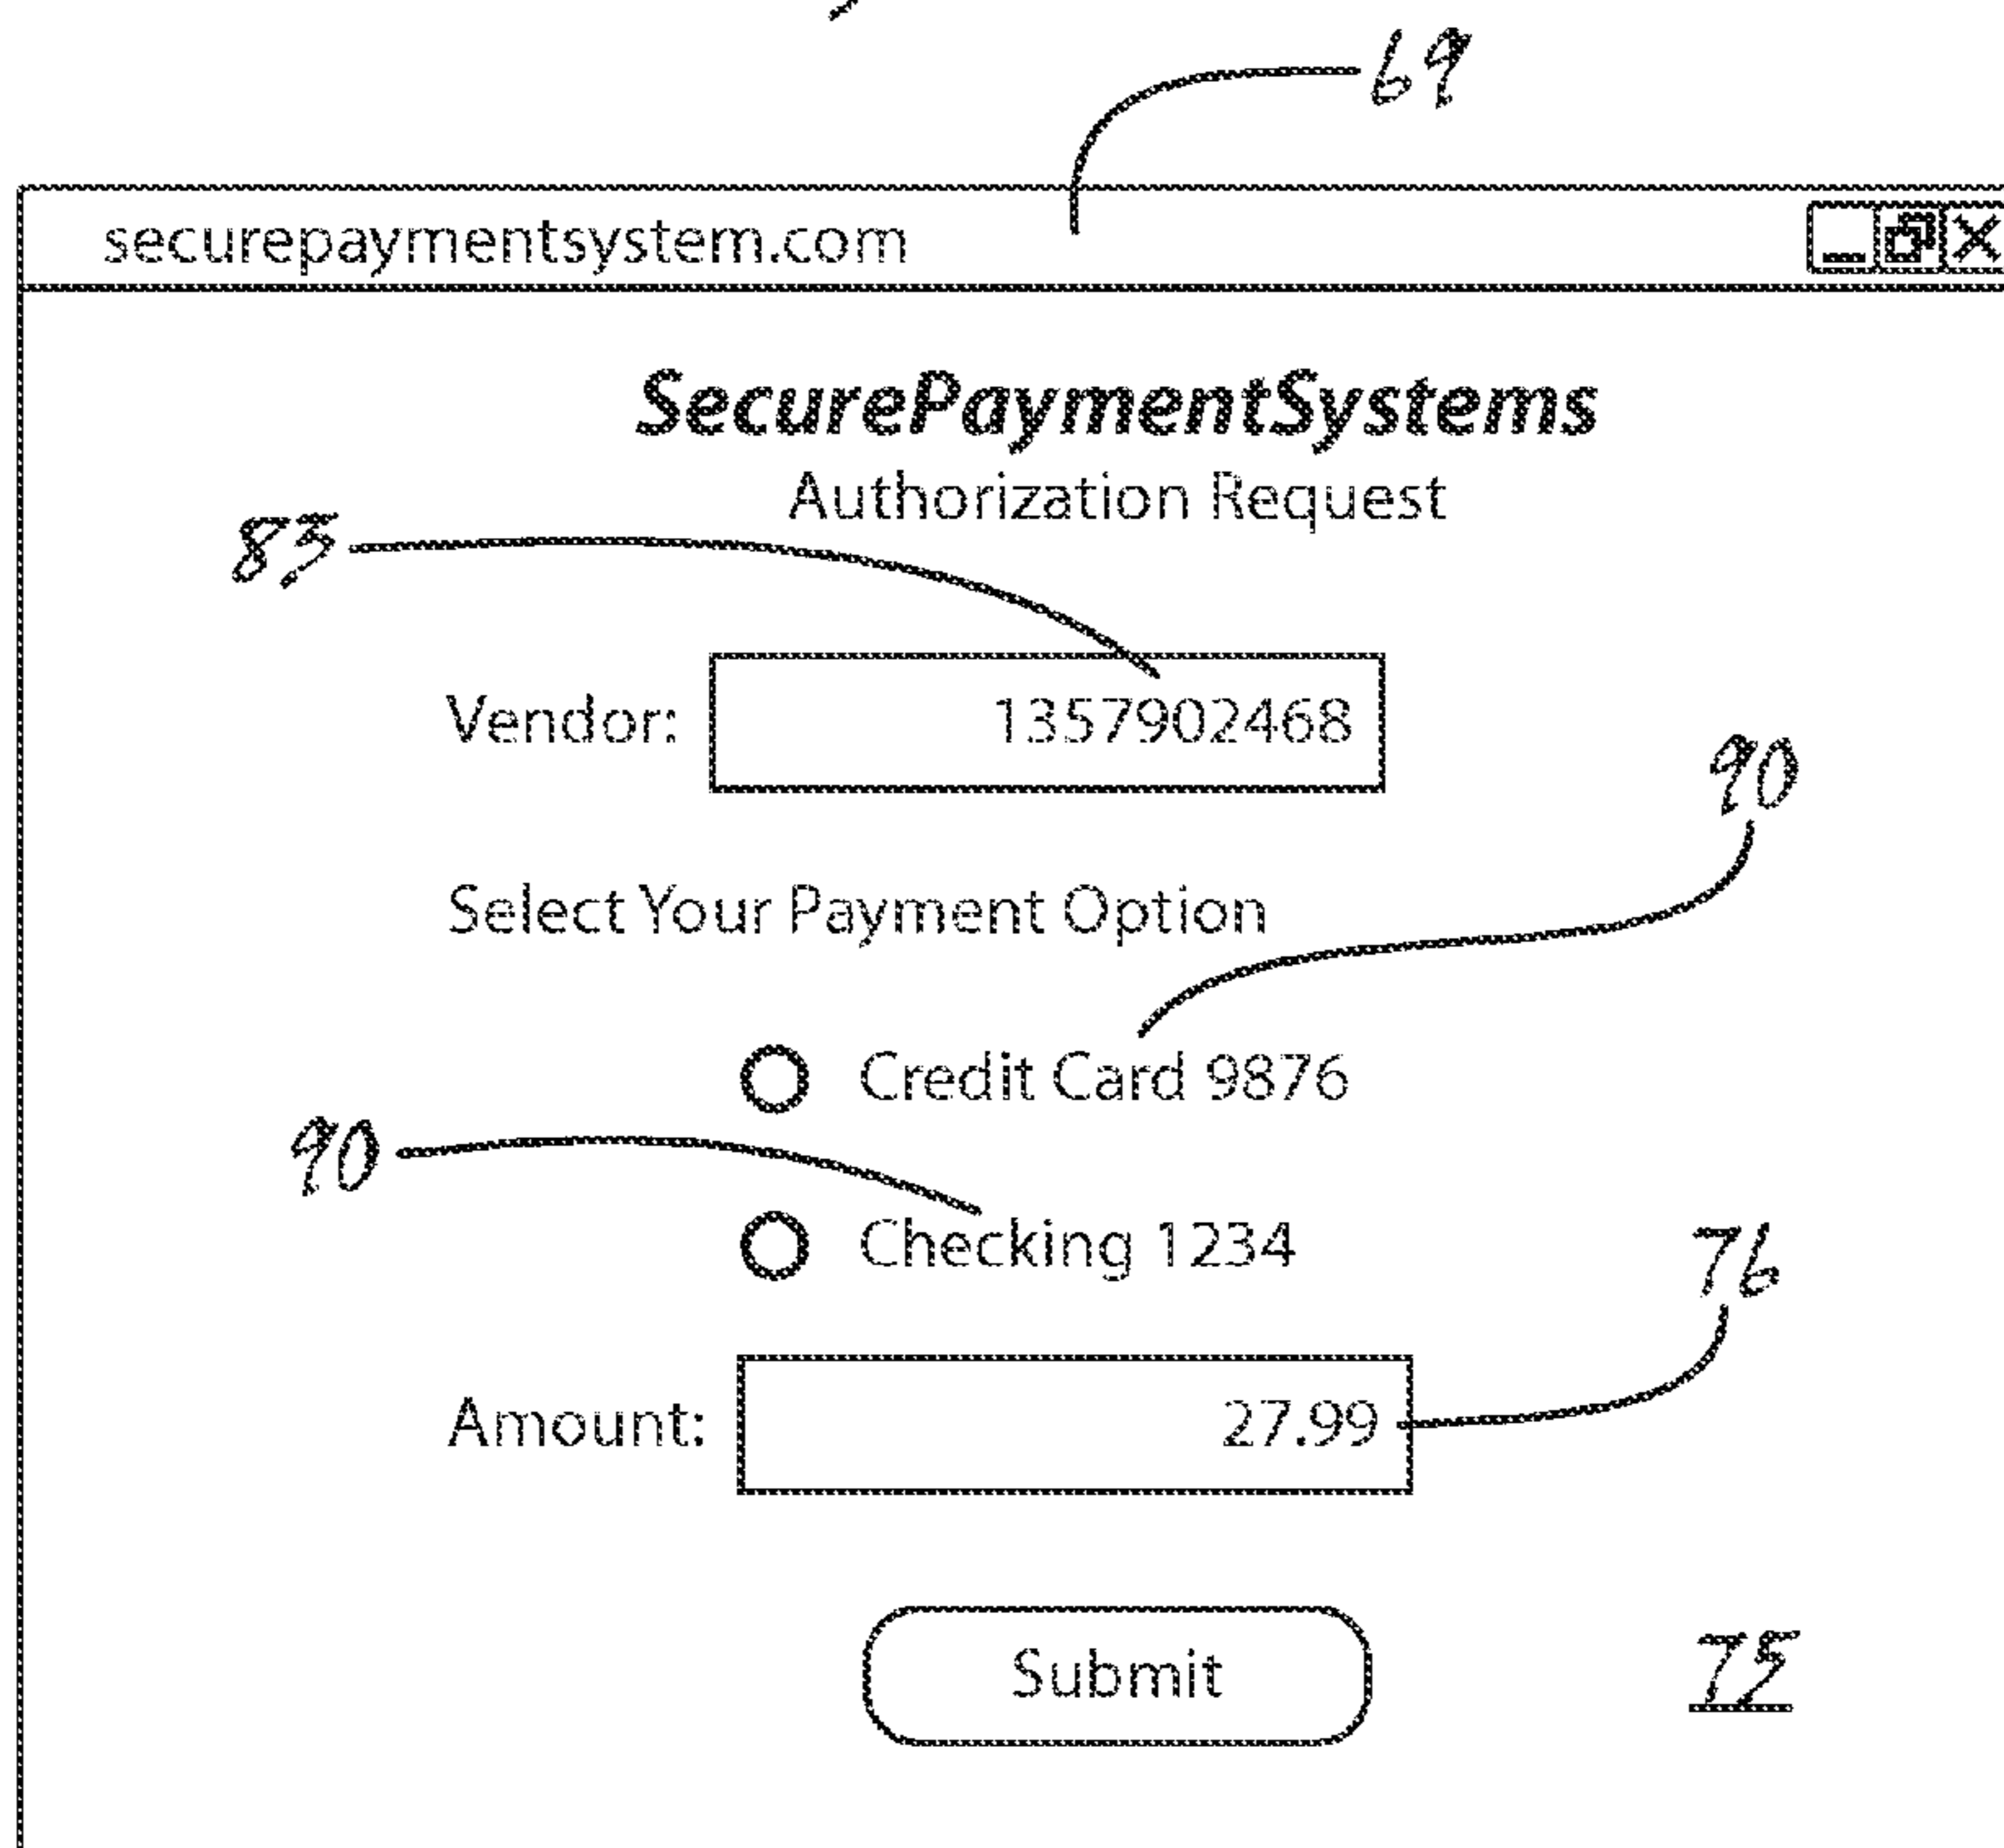 69
securepaymentsystem.com
SecurePaymentSystems
Authorization Request
83
Vendor: 1357902468
90
Select Your Payment Option
Credit Card 9876
90
Checking 1234
76
Amount: 27.99
Submit
75